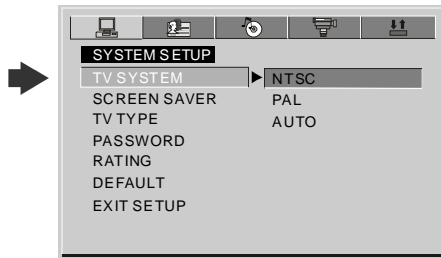 SYSTEM SETUP
TV SYSTEM NTSC
SCREEN SAVER PAL
TV TYPE AUTO
PASSWORD
RATING
DEFAULT
EXIT SETUP